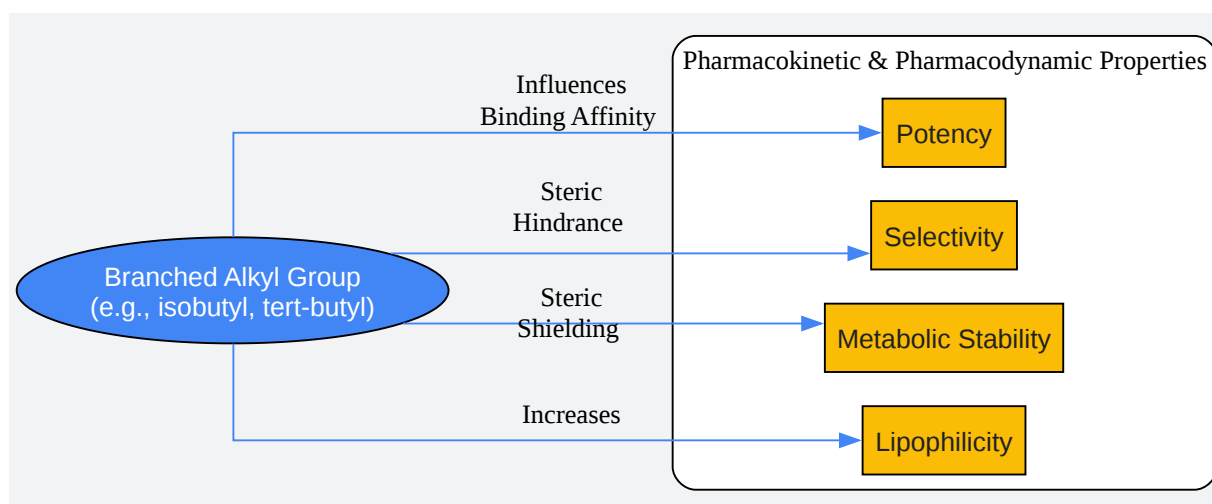 Pharmacokinetic & Pharmacodynamic Properties
Influences
Binding Affinity
Potency
Steric
Hindrance
Selectivity
Branched Alkyl Group
(e.g., isobutyl, tert-butyl)
Steric
Shielding
Metabolic Stability
Increases
Lipophilicity